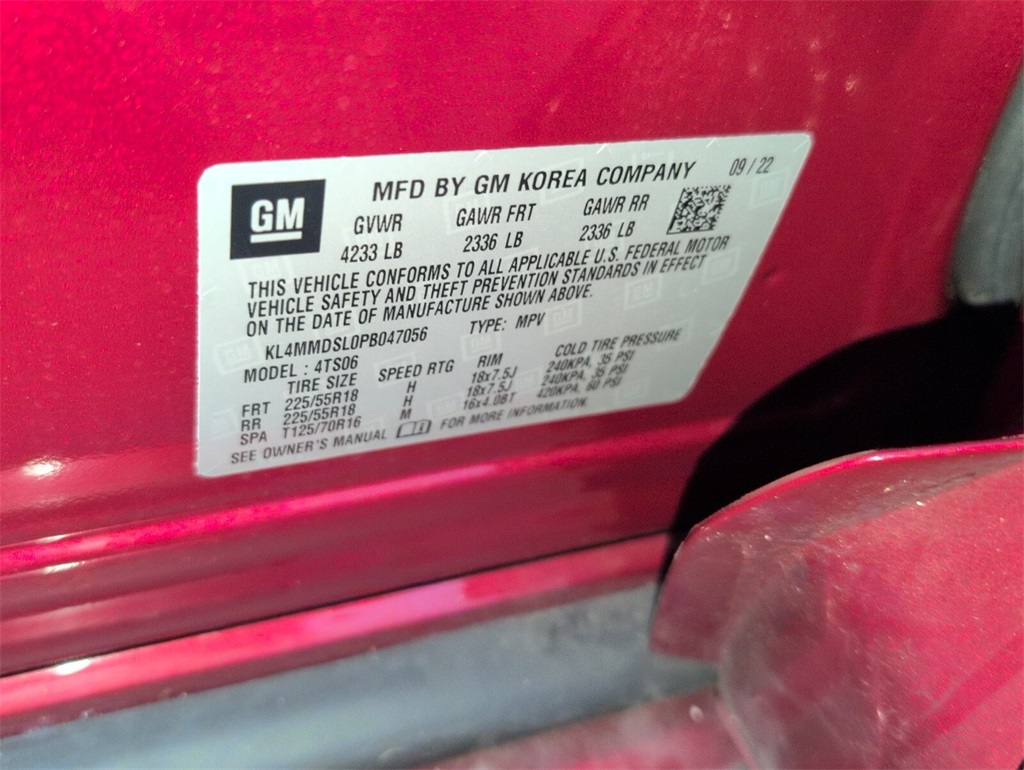 GM
MFD BY GM KOREA COMPANY 09 / 22
GVWR GAWR FRT GAWR RR
4233 LB 2336 LB 2336 LB
THIS VEHICLE CONFORMS TO ALL APPLICABLE U.S. FEDERAL MOTOR
VEHICLE SAFETY AND THEFT PREVENTION STANDARDS IN EFFECT
ON THE DATE OF MANUFACTURE SHOWN ABOVE.
KL4MMDSL0PB047056 TYPE: MPV
MODEL : 4TS06
TIRE SIZE SPEED RTG RIM COLD TIRE PRESSURE
FRT 225/55R18 H 18x7.5J 240KPA, 35 PSI
RR 225/55R18 H 18x7.5J 240KPA, 35 PSI
SPA T125/70R16 M 16x4.0BT 420KPA, 60 PSI
SEE OWNER'S MANUAL FOR MORE INFORMATION.